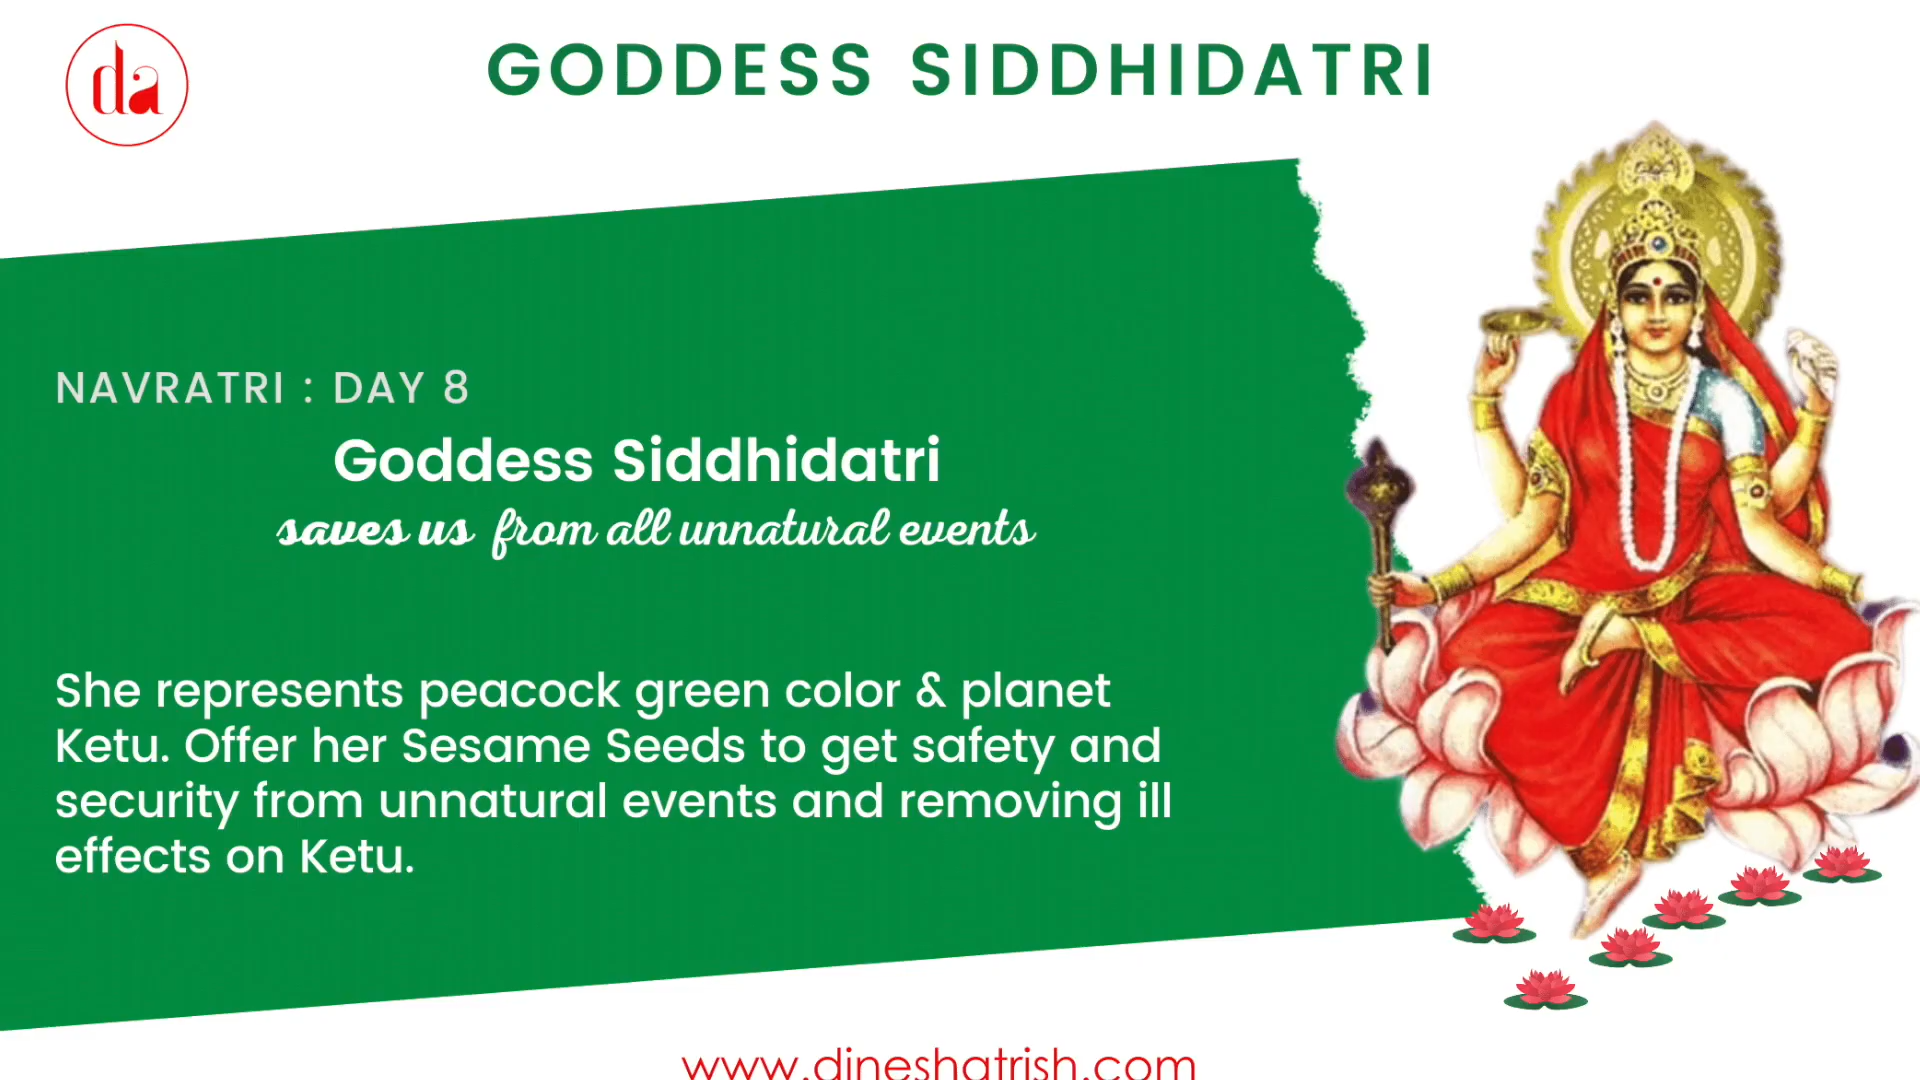 da
GODDESS SIDDHIDATRI
NAVRATRI : DAY 8
Goddess Siddhidatri
saves us from all unnatural events
She represents peacock green color & planet
Ketu. Offer her Sesame Seeds to get safety and
security from unnatural events and removing ill
effects on Ketu.
www.dineshatrish.com